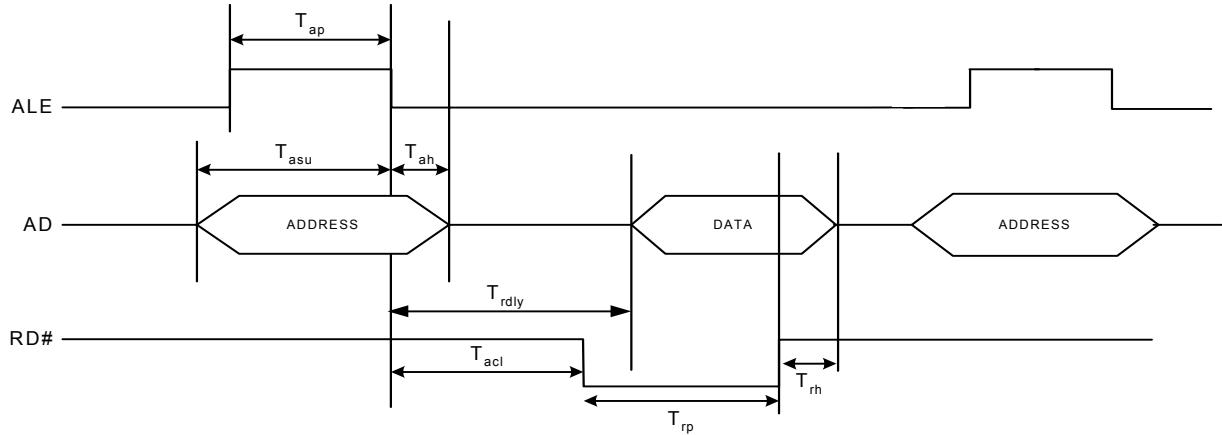 T_ap
ALE
T_asu T_ah
AD ADDRESS DATA ADDRESS
T_rdly
RD#
T_acl
T_rh
T_rp